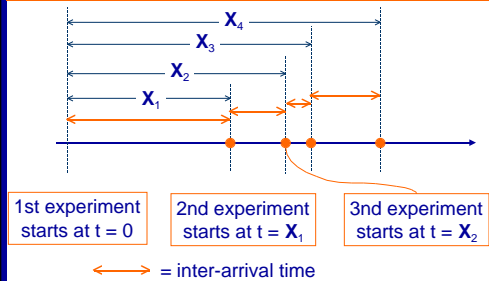 X4
X3
X2
X1
1st experiment
starts at t = 0
2nd experiment
starts at t = X1
3nd experiment
starts at t = X2
= inter-arrival time